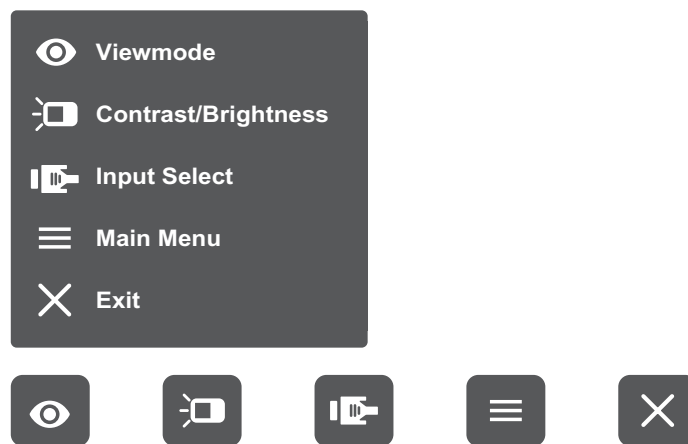 Viewmode
Contrast/Brightness
Input Select
Main Menu
Exit